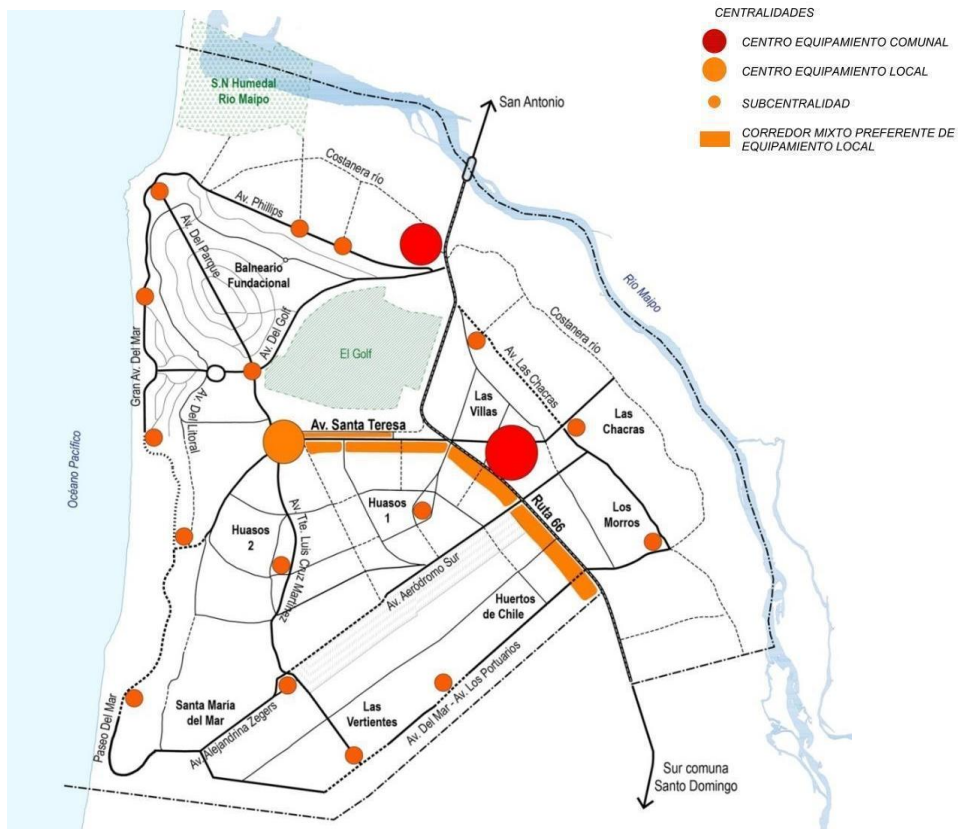 CENTRALIDADES
CENTRO EQUIPAMIENTO COMUNAL
CENTRO EQUIPAMIENTO LOCAL
SUBCENTRALIDAD
CORREDOR MIXTO PREFERENTE DE
EQUIPAMIENTO LOCAL
S.N Humedal
Rio Maipo
San Antonio
Costanera río
Av. Phillips
Av. Del Parque
Balneario
Fundacional
Río Maipo
Av. Del Golf
Costanera río
Gran Av. Del Mar
El Golf
Av. Las Chacras
Av. Del Litoral
Las
Villas
Las
Chacras
Av. Santa Teresa
Océano Pacífico
Huasos
1
Ruta 66
Los
Morros
Huasos
2
Av. Tte. Luis Cruz Martínez
Av. Aeródromo Sur
Huertos
de Chile
Paseo Del Mar
Santa Maria
del Mar
Av. Alejandrina Zegers
Las
Vertientes
Av. Del Mar - Av. Los Portuarios
Sur comuna
Santo Domingo